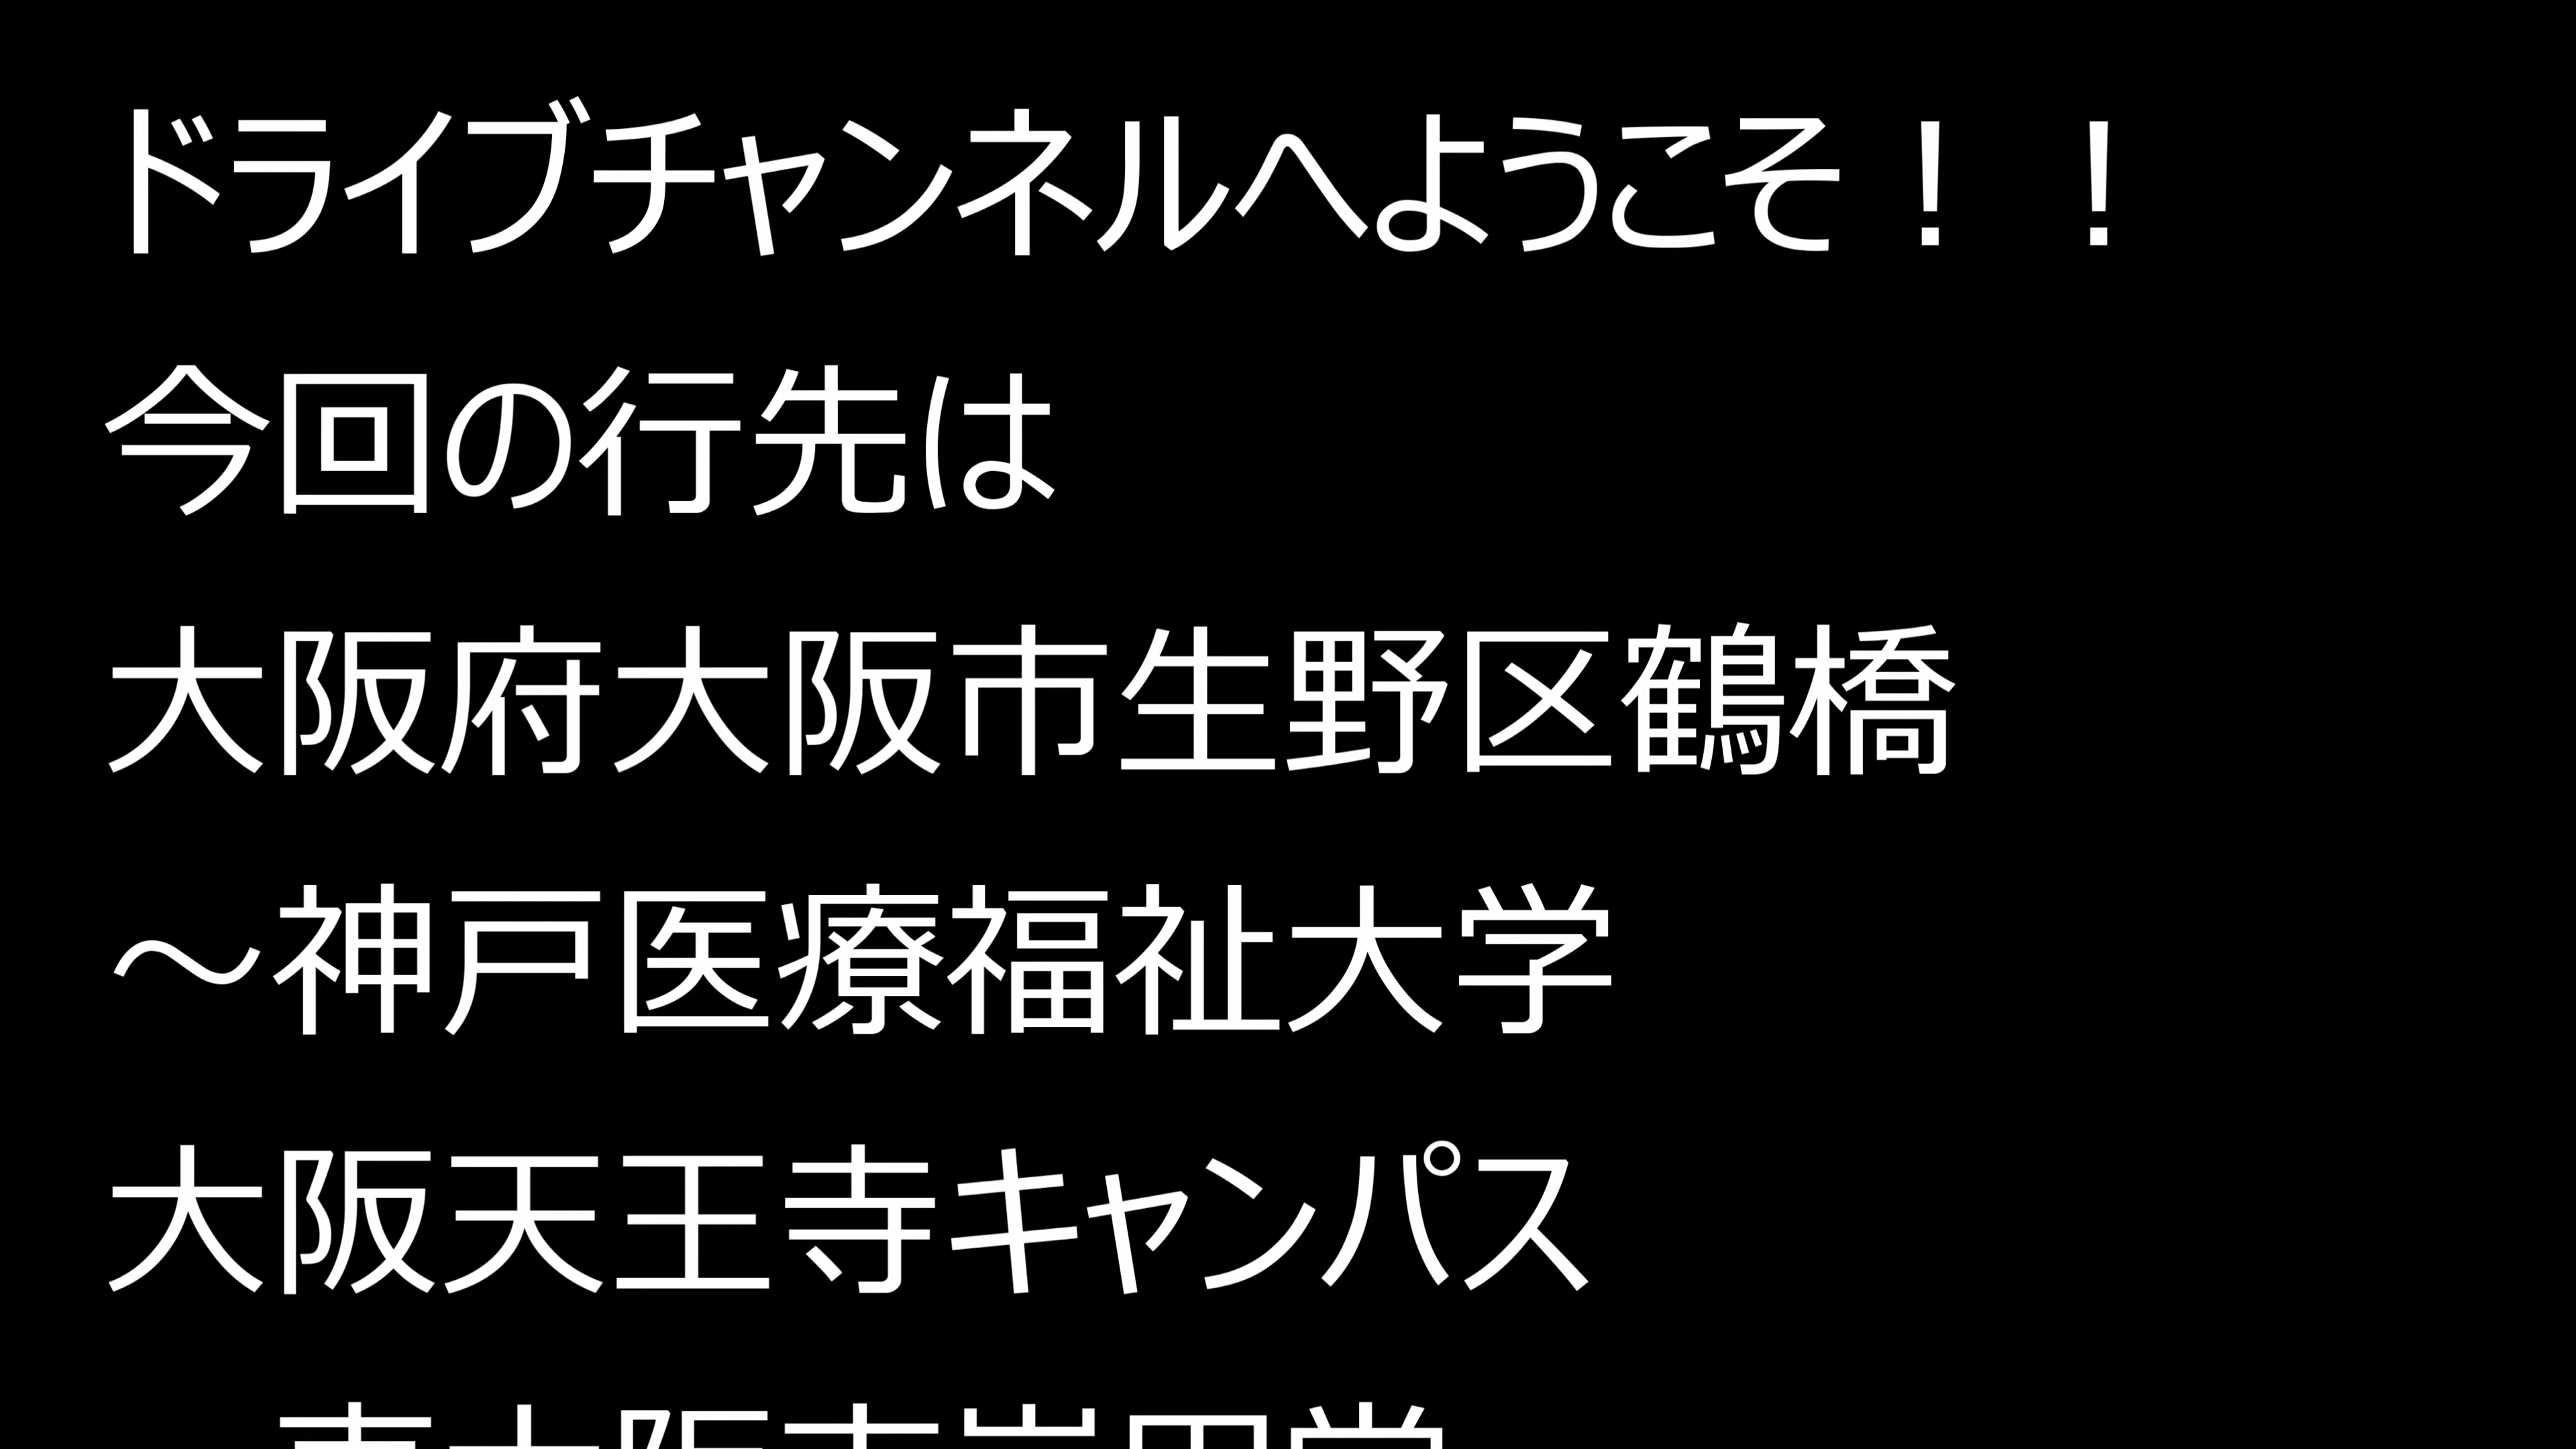 ドライブチャンネルへようこそ！！
今回の行先は
大阪府大阪市生野区鶴橋
～神戸医療福祉大学
大阪天王寺キャンパス